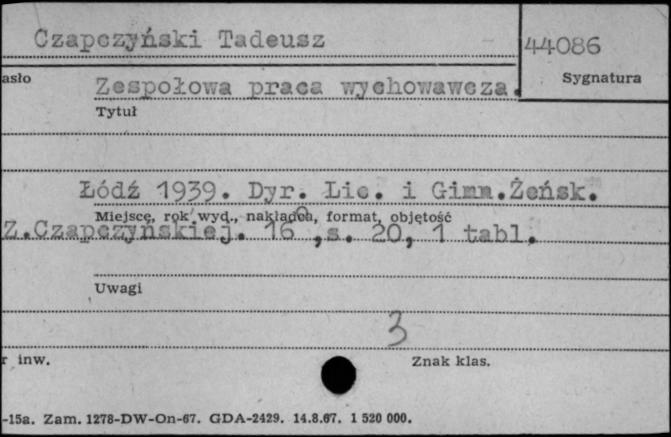 Czapczyński Tadeusz
44086
asło
Sygnatura
Zespołowa praca wychowawcza.
Tytuł
Łódź 1939. Dyr. Lic. i Gimn.Żeńsk.
Miejsce, rok wyd., nakładca, format, objętość
Z.Czapczyńskiej. 16°,s. 20, 1 tabl.
Uwagi
3
r inw.
Znak klas.
-15a. Zam. 1278-DW-On-67. GDA-2429. 14.8.67. 1 520 000.